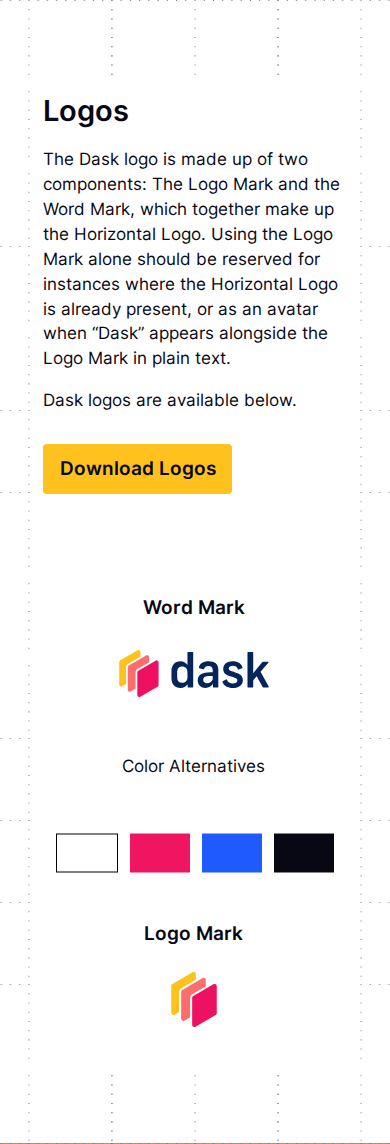 Logos
The Dask logo is made up of two
components: The Logo Mark and the
Word Mark, which together make up
the Horizontal Logo. Using the Logo
Mark alone should be reserved for
instances where the Horizontal Logo
is already present, or as an avatar
when “Dask” appears alongside the
Logo Mark in plain text.
Dask logos are available below.
Download Logos
Word Mark
dask
Color Alternatives
Logo Mark